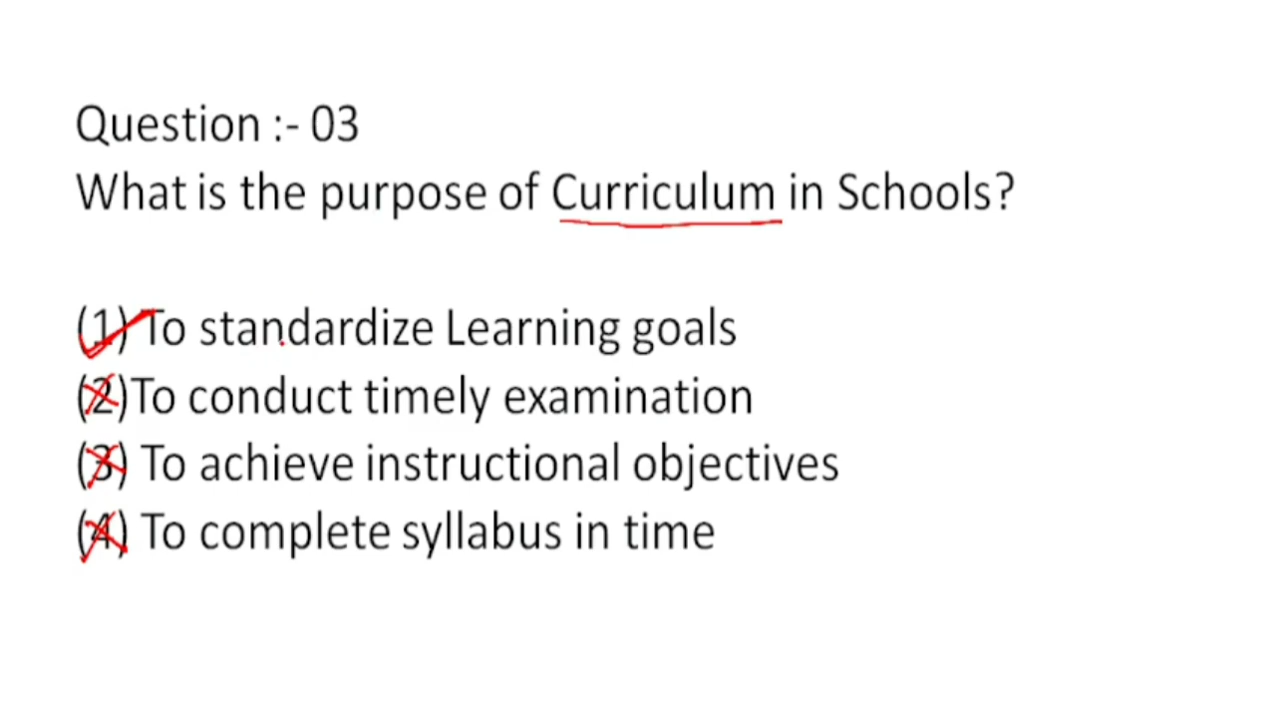 Question :- 03
What is the purpose of Curriculum in Schools?
(1) To standardize Learning goals
(2)To conduct timely examination
(3) To achieve instructional objectives
(4) To complete syllabus in time